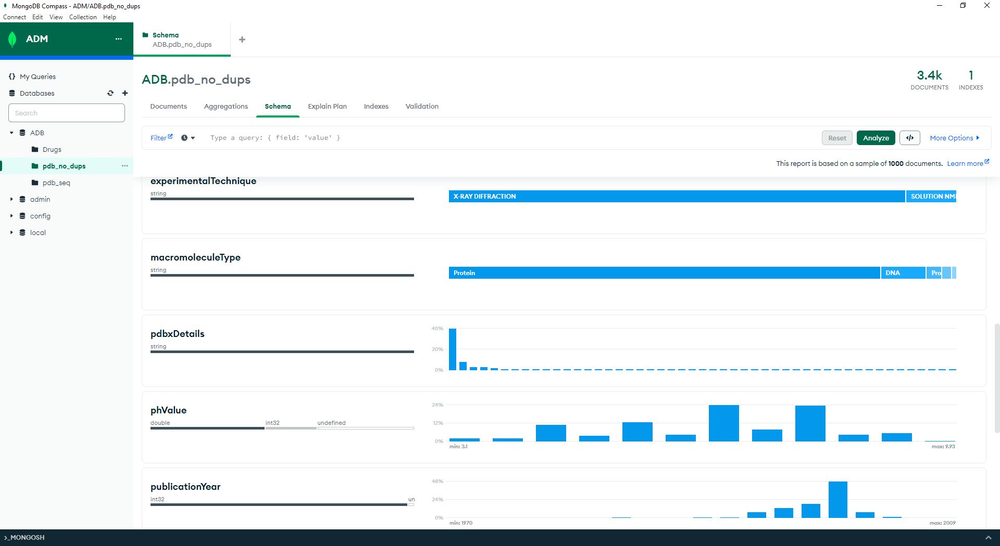 MongoDB Compass - ADM/ADB.pdb_no_dups
Connect Edit View Collection Help
ADM
Schema
ADB.pdb_no_dups
My Queries
Databases
Search
ADB
Drugs
pdb_no_dups
pdb_seq
admin
config
local
ADB.pdb_no_dups
3.4k
DOCUMENTS
1
INDEXES
Documents Aggregations Schema Explain Plan Indexes Validation
Filter
Type a query: { field: 'value' }
Reset
Analyze
</>
More Options
This report is based on a sample of 1000 documents. Learn more
experimentalTechnique
string
X-RAY DIFFRACTION
SOLUTION NM
macromoleculeType
string
Protein
DNA
Pro
pdbxDetails
string
40%
20%
0%
phValue
double int32 undefined
24%
12%
0%
min: 3.1
max: 9.93
publicationYear
int32 un
48%
24%
0%
min: 1970
max: 2009
>_MONGOSH